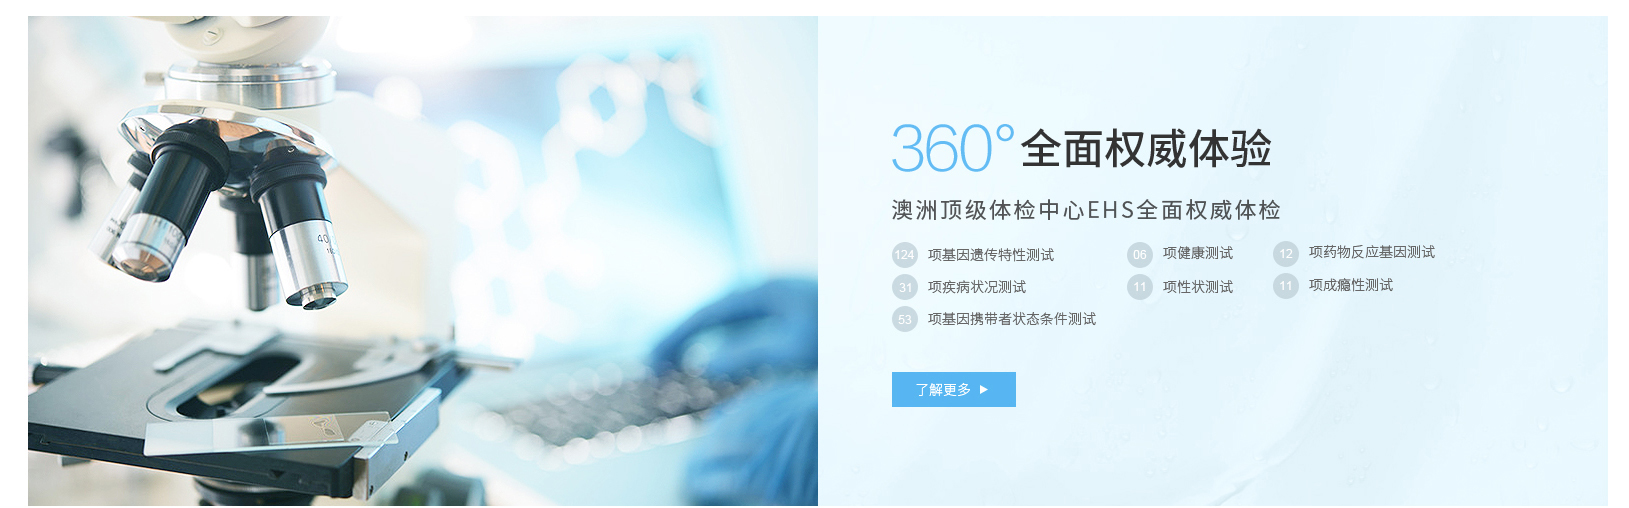 360°全面权威体验
澳洲顶级体检中心EHS全面权威体检
124 项基因遗传特性测试 06 项健康测试 12 项药物反应基因测试
31 项疾病状况测试 11 项性状测试 11 项成瘾性测试
53 项基因携带者状态条件测试
了解更多 ▶